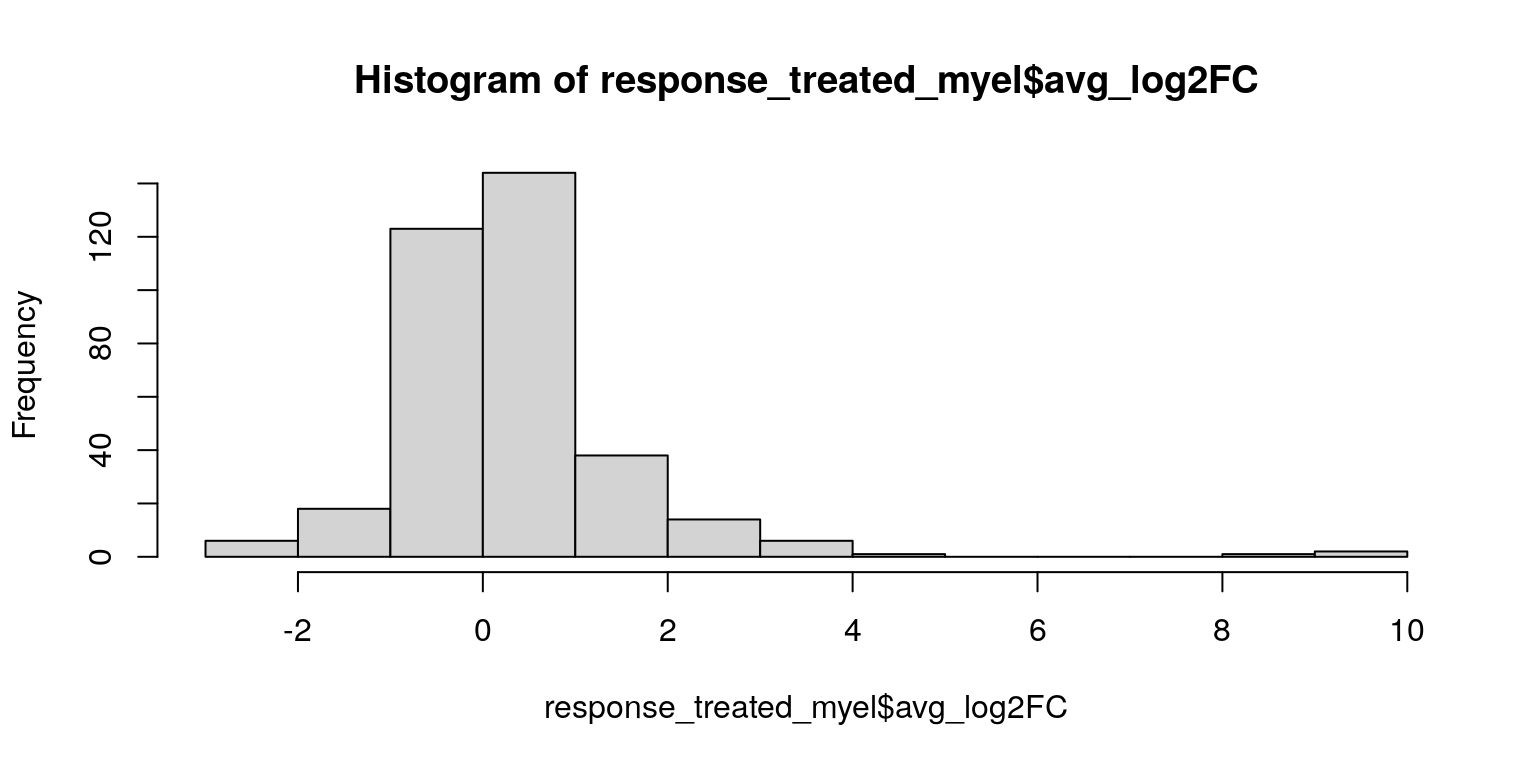 Histogram of response_treated_myel$avg_log2FC
Frequency
120
80
40
0
-2 0 2 4 6 8 10
response_treated_myel$avg_log2FC